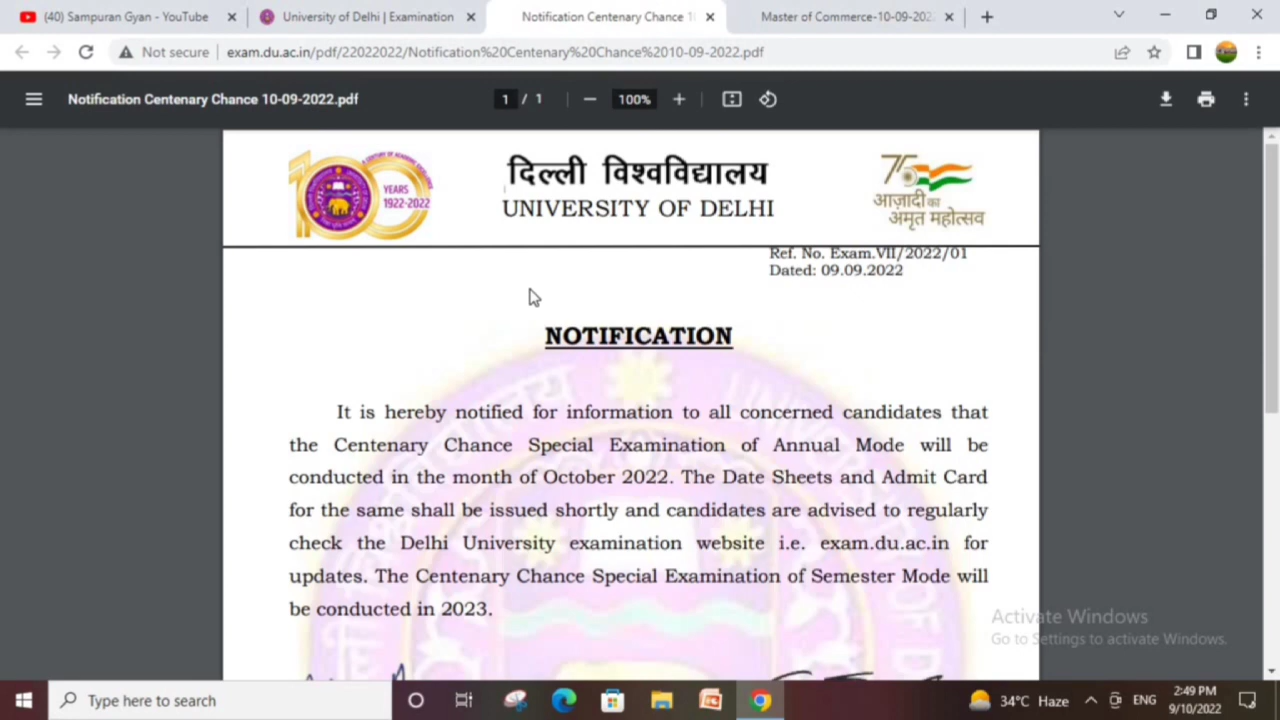 (40) Sampuran Gyan - YouTube
University of Delhi | Examination
Notification Centenary Chance 1
Master of Commerce-10-09-202
Not secure
exam.du.ac.in/pdf/22022022/Notification%20Centenary%20Chance%2010-09-2022.pdf
Notification Centenary Chance 10-09-2022.pdf
1 / 1
100%
YEARS
1922-2022
दिल्ली विश्वविद्यालय
UNIVERSITY OF DELHI
75
आज़ादी का
अमृत महोत्सव
Ref. No. Exam.VII/2022/01
Dated: 09.09.2022
NOTIFICATION
It is hereby notified for information to all concerned candidates that
the Centenary Chance Special Examination of Annual Mode will be
conducted in the month of October 2022. The Date Sheets and Admit Card
for the same shall be issued shortly and candidates are advised to regularly
check the Delhi University examination website i.e. exam.du.ac.in for
updates. The Centenary Chance Special Examination of Semester Mode will
be conducted in 2023.
Activate Windows
Go to Settings to activate Windows.
Type here to search
34°C Haze
ENG
2:49 PM
9/10/2022